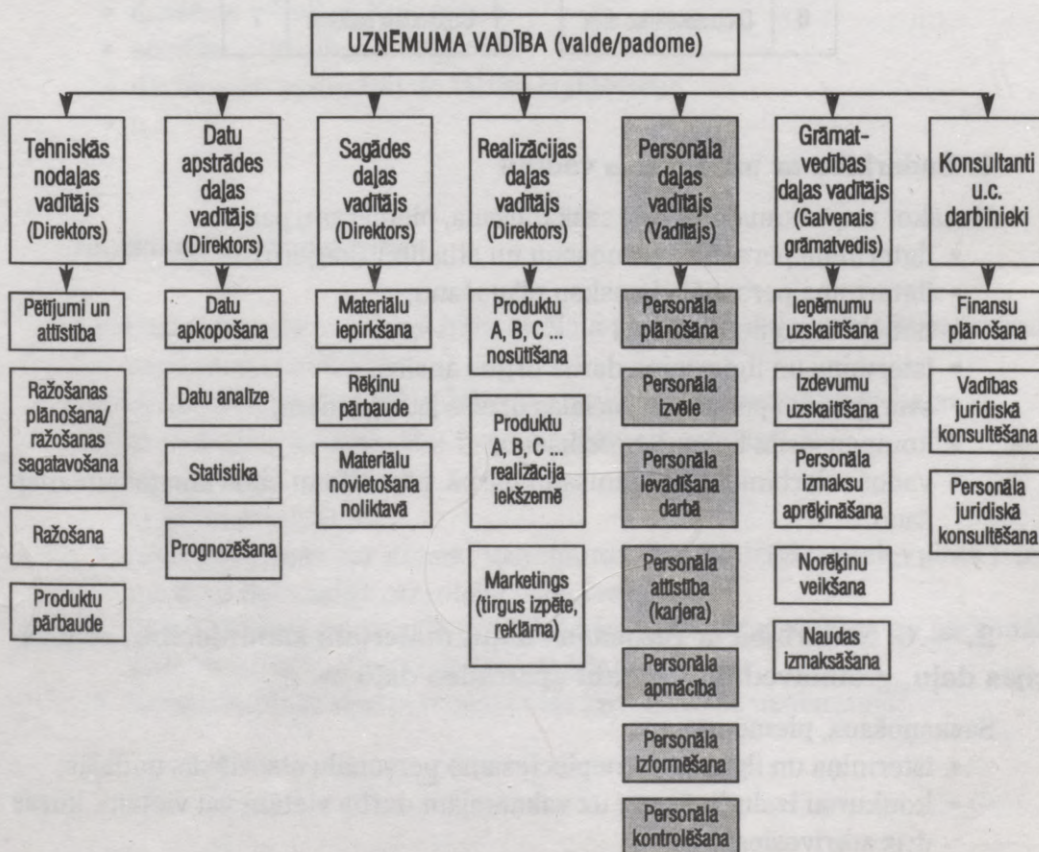 UZŅĒMUMA VADĪBA (valde/padome)
Tehniskās
nodaļas
vadītājs
(Direktors)
Pētījumi un
attīstība
Ražošanas
plānošana/
ražošanas
sagatavošana
Ražošana
Produktu
pārbaude
Datu
apstrādes
daļas
vadītājs
(Direktors)
Datu
apkopošana
Datu analīze
Statistika
Prognozēšana
Sagādes
daļas
vadītājs
(Direktors)
Materiālu
iepirkšana
Rēķinu
pārbaude
Materiālu
novietošana
noliktavā
Realizācijas
daļas
vadītājs
(Direktors)
Produktu
A, B, C ...
nosūtīšana
Produktu
A, B, C ...
realizācija
iekšzemē
Marketings
(tirgus izpēte,
reklāma)
Personāla
daļas
vadītājs
(Vadītājs)
Personāla
plānošana
Personāla
izvēle
Personāla
ievadīšana
darbā
Personāla
attīstība
(karjera)
Personāla
apmācība
Personāla
izformēšana
Personāla
kontrolēšana
Grāmat-
vedības
daļas vadītājs
(Galvenais
grāmatvedis)
Ieņēmumu
uzskaitīšana
Izdevumu
uzskaitīšana
Personāla
izmaksu
aprēķināšana
Norēķinu
veikšana
Naudas
izmaksāšana
Konsultanti
u.c.
darbinieki
Finansu
plānošana
Vadības
juridiskā
konsultēšana
Personāla
juridiskā
konsultēšana